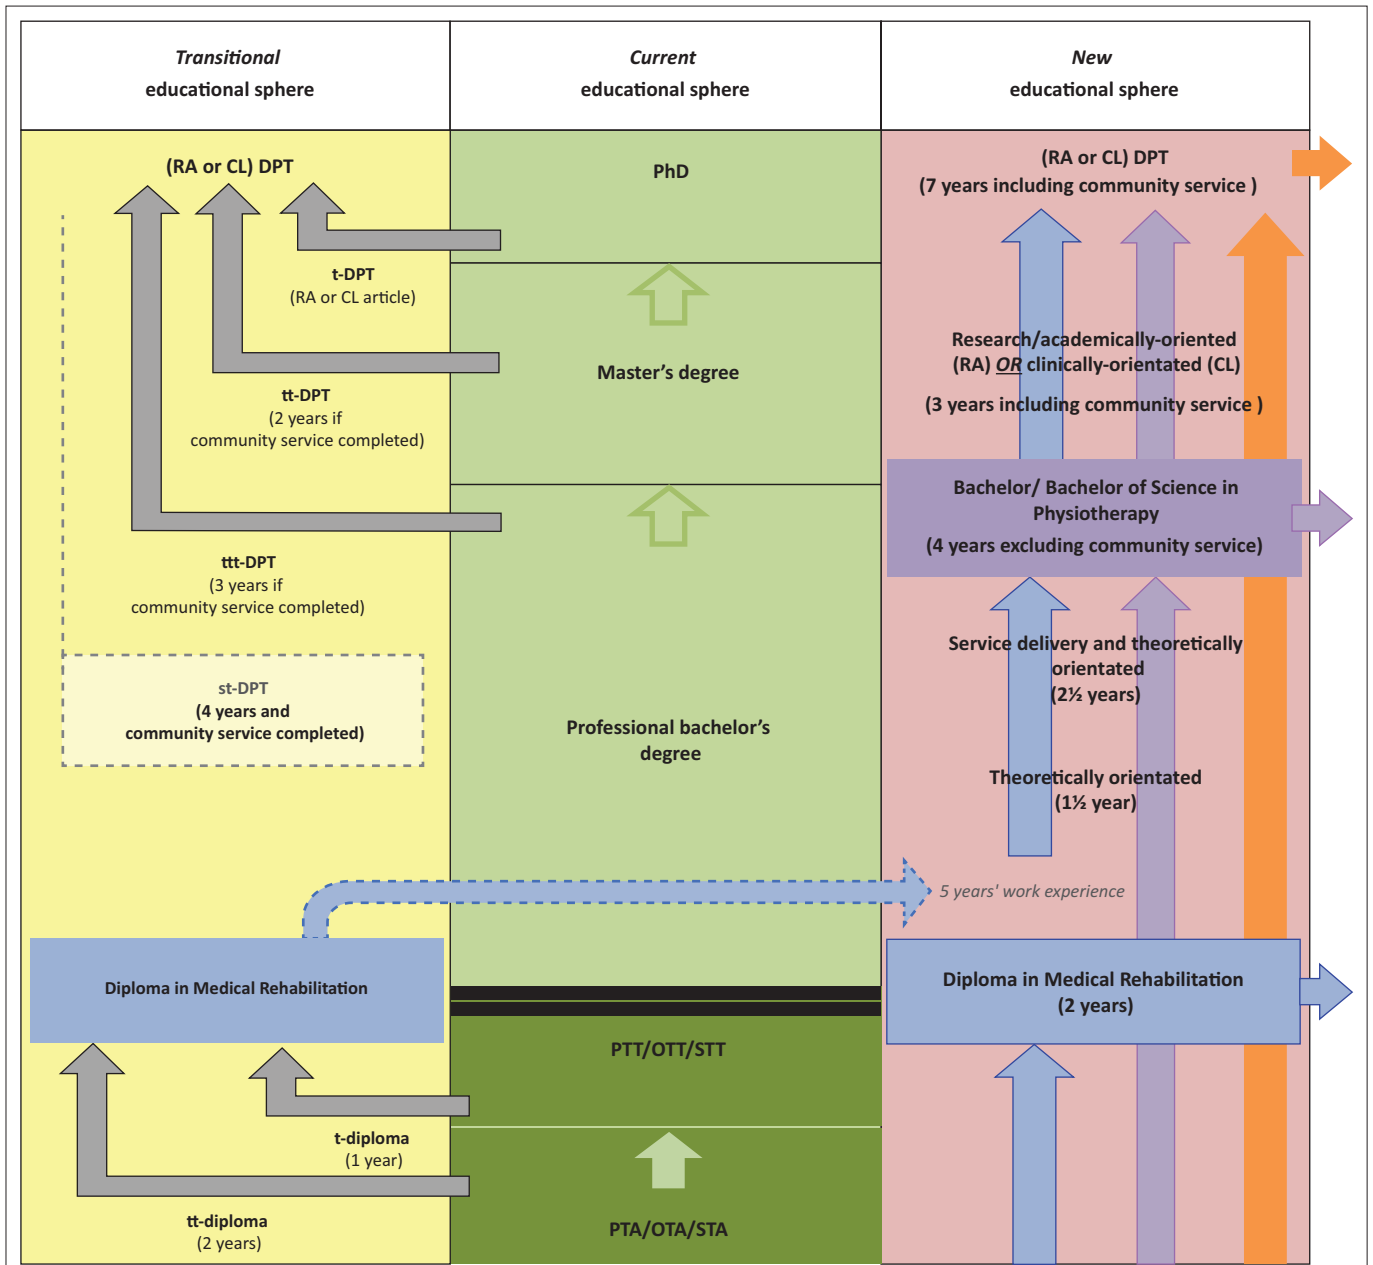 Transitional
educational sphere
Current
educational sphere
New
educational sphere
(RA or CL) DPT
t-DPT
(RA or CL article)
tt-DPT
(2 years if
community service completed)
ttt-DPT
(3 years if
community service completed)
st-DPT
(4 years and
community service completed)
Diploma in Medical Rehabilitation
t-diploma
(1 year)
tt-diploma
(2 years)
PhD
Master's degree
Professional bachelor's
degree
PTT/OTT/STT
PTA/OTA/STA
(RA or CL) DPT
(7 years including community service )
Research/academically-oriented
(RA) OR clinically-orientated (CL)
(3 years including community service )
Bachelor/ Bachelor of Science in
Physiotherapy
(4 years excluding community service)
Service delivery and theoretically
orientated
(2½ years)
Theoretically orientated
(1½ year)
5 years' work experience
Diploma in Medical Rehabilitation
(2 years)